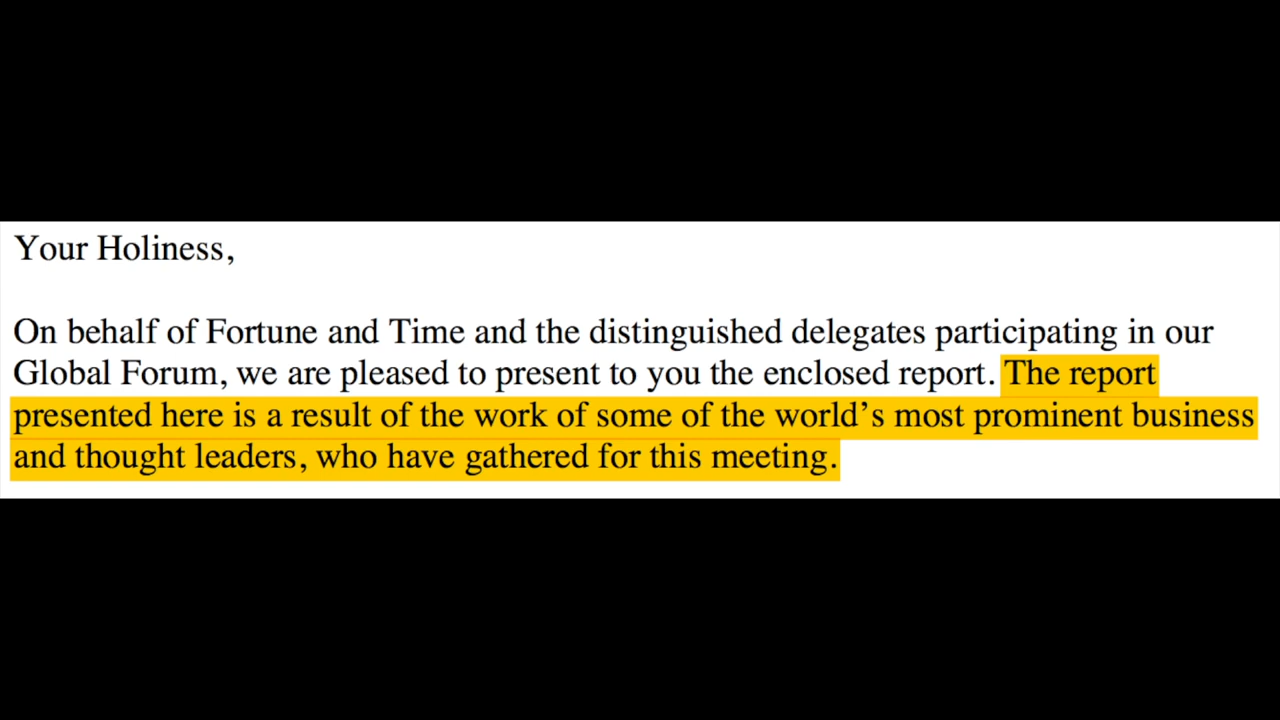 Your Holiness,
On behalf of Fortune and Time and the distinguished delegates participating in our
Global Forum, we are pleased to present to you the enclosed report. The report
presented here is a result of the work of some of the world’s most prominent business
and thought leaders, who have gathered for this meeting.